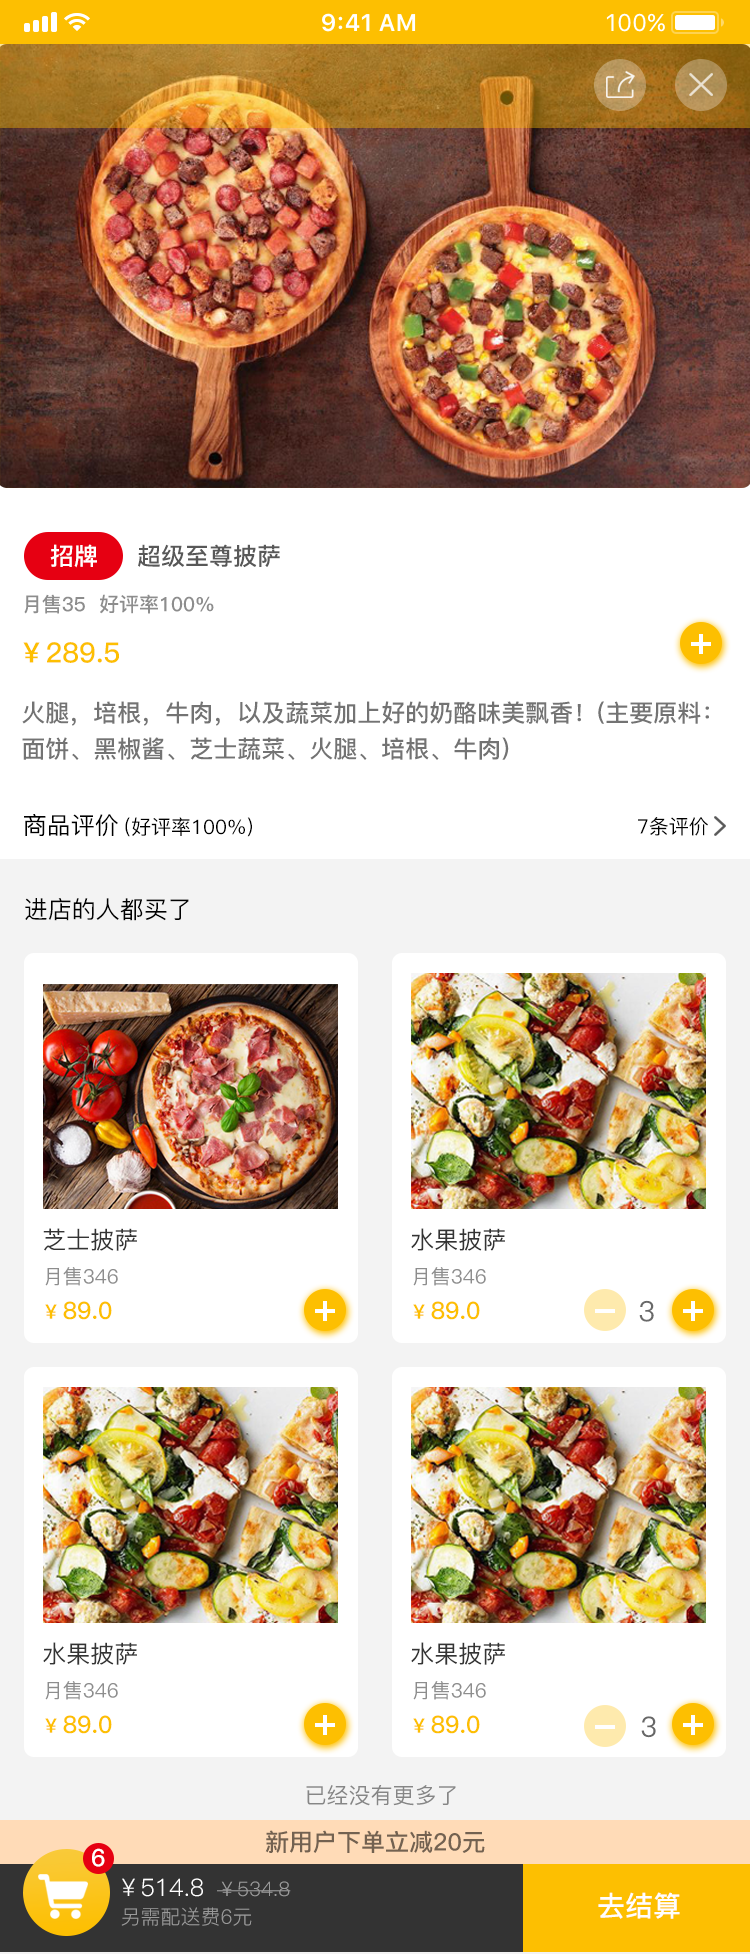 9:41 AM 100%
招牌 超级至尊披萨
月售35 好评率100%
¥ 289.5
火腿，培根，牛肉，以及蔬菜加上好的奶酪味美飘香！（主要原料：
面饼、黑椒酱、芝士蔬菜、火腿、培根、牛肉）
商品评价 (好评率100%) 7条评价
进店的人都买了
芝士披萨
月售346
¥ 89.0
水果披萨
月售346
¥ 89.0 3
水果披萨
月售346
¥ 89.0
水果披萨
月售346
¥ 89.0 3
已经没有更多了
新用户下单立减20元
6
¥ 514.8 ¥ 534.8
另需配送费6元
去结算